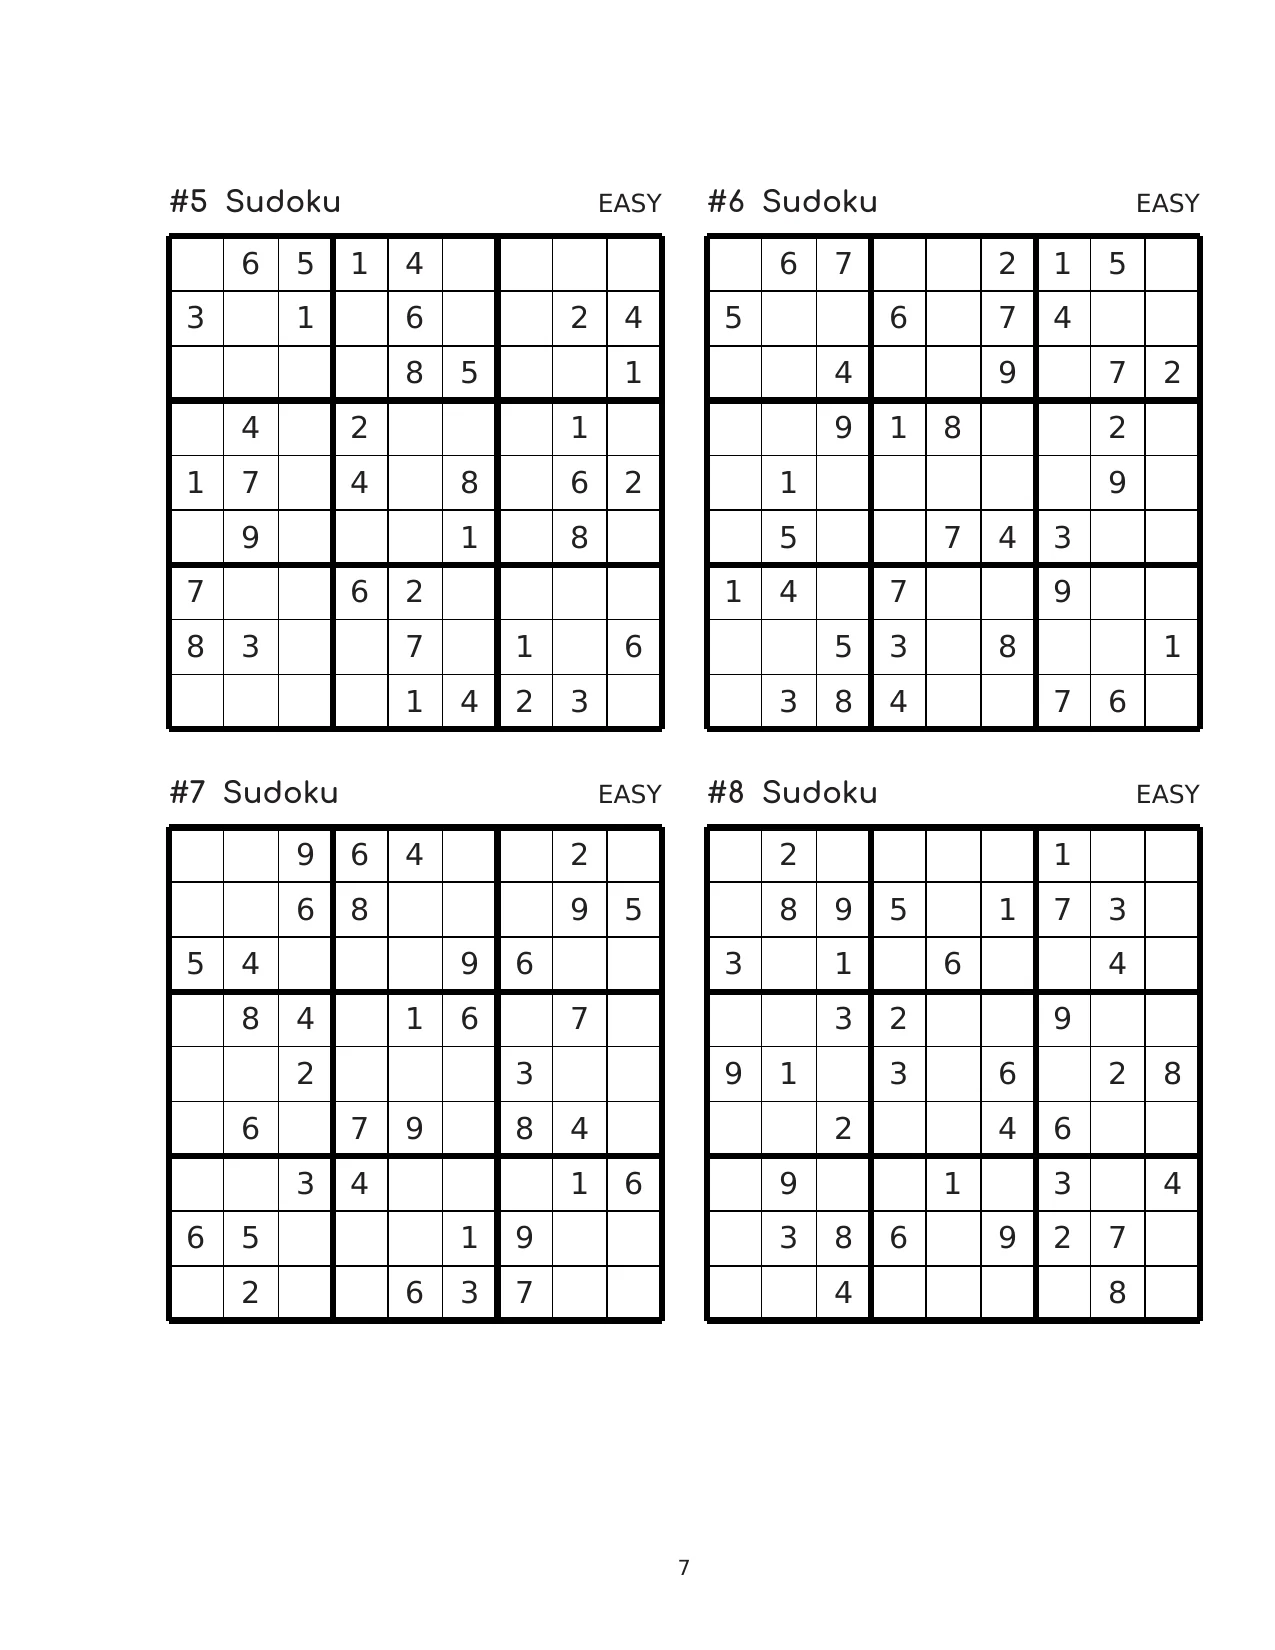 #5 Sudoku EASY
6 5 1 4
3 1 6 2 4
8 5 1
4 2 1
1 7 4 8 6 2
9 1 8
7 6 2
8 3 7 1 6
1 4 2 3
#6 Sudoku EASY
6 7 2 1 5
5 6 7 4
4 9 7 2
9 1 8 2
1 9
5 7 4 3
1 4 7 9
5 3 8 1
3 8 4 7 6
#7 Sudoku EASY
9 6 4 2
6 8 9 5
5 4 9 6
8 4 1 6 7
2 3
6 7 9 8 4
3 4 1 6
6 5 1 9
2 6 3 7
#8 Sudoku EASY
2 1
8 9 5 1 7 3
3 1 6 4
3 2 9
9 1 3 6 2 8
2 4 6
9 1 3 4
3 8 6 9 2 7
4 8
7